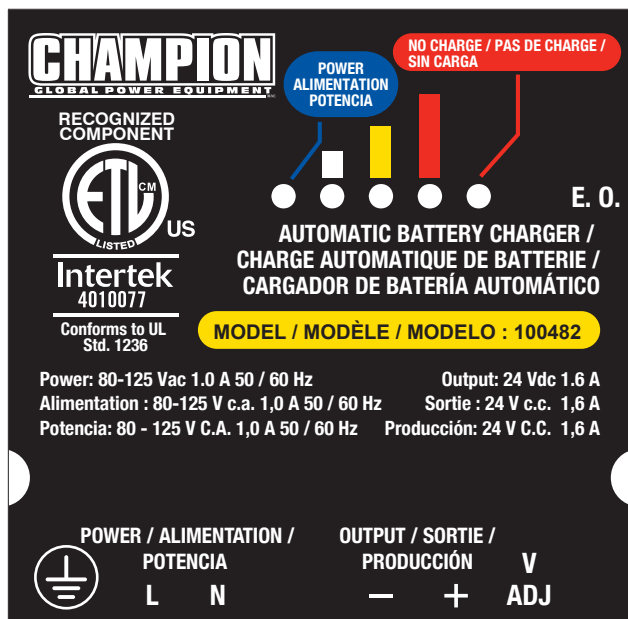 CHAMPION
GLOBAL POWER EQUIPMENT
RECOGNIZED
COMPONENT
ETL CM
US
LISTED
Intertek
4010077
Conforms to UL
Std. 1236
POWER
ALIMENTATION
POTENCIA
NO CHARGE / PAS DE CHARGE /
SIN CARGA
E. O.
AUTOMATIC BATTERY CHARGER /
CHARGE AUTOMATIQUE DE BATTERIE /
CARGADOR DE BATERÍA AUTOMÁTICO
MODEL / MODÈLE / MODELO : 100482
Power: 80-125 Vac 1.0 A 50 / 60 Hz
Output: 24 Vdc 1.6 A
Alimentation : 80-125 V c.a. 1,0 A 50 / 60 Hz
Sortie : 24 V c.c. 1,6 A
Potencia: 80 - 125 V C.A. 1,0 A 50 / 60 Hz
Producción: 24 V C.C. 1,6 A
POWER / ALIMENTATION /
POTENCIA
L N
OUTPUT / SORTIE /
PRODUCCIÓN
− +
V
ADJ